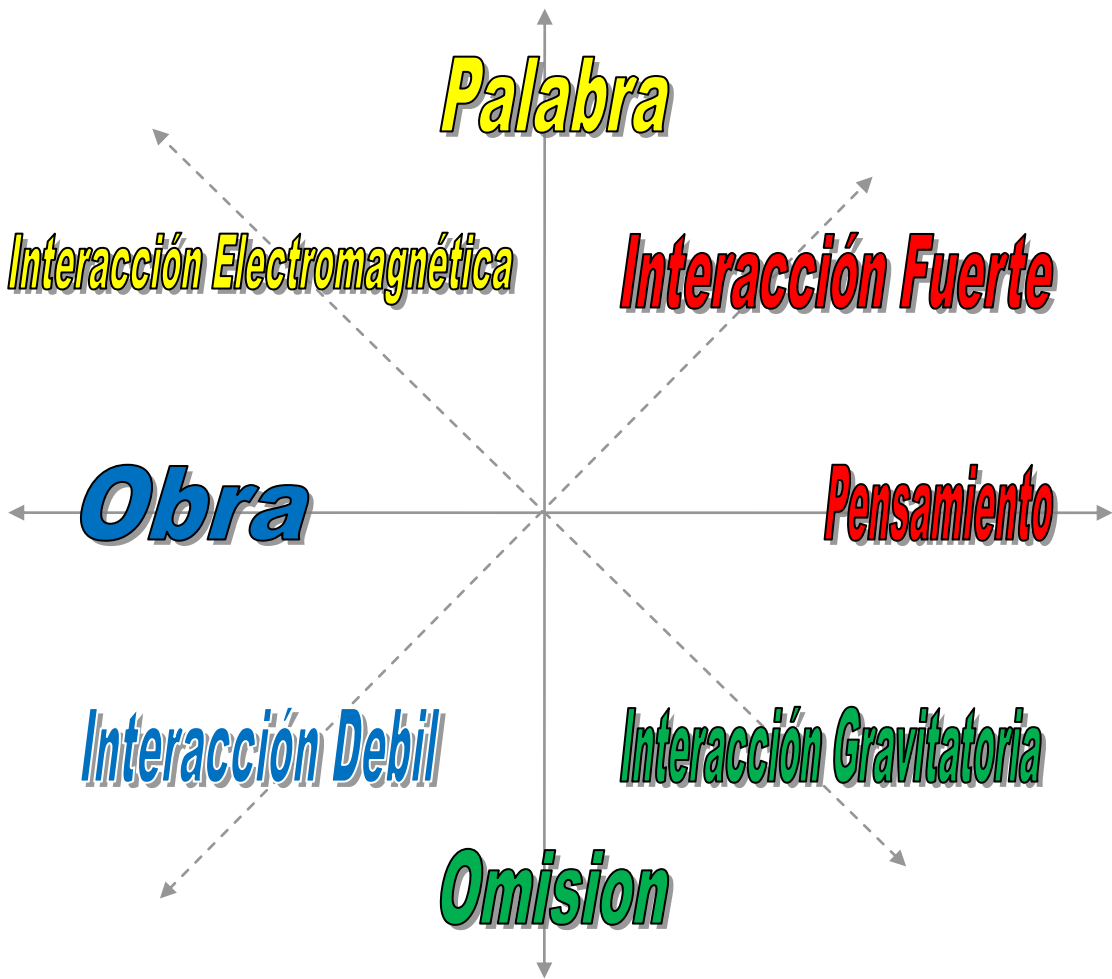 Palabra
Interacción Electromagnética
Interacción Fuerte
Obra
Pensamiento
Interacción Debil
Interacción Gravitatoria
Omision